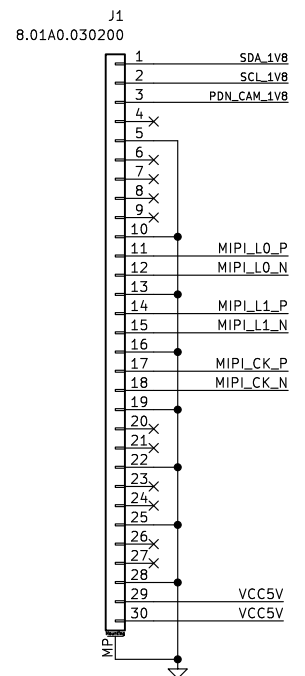 J1
8.01A0.030200
1 SDA_1V8
2 SCL_1V8
3 PDN_CAM_1V8
4
5
6
7
8
9
10
11 MIPI_L0_P
12 MIPI_L0_N
13
14 MIPI_L1_P
15 MIPI_L1_N
16
17 MIPI_CK_P
18 MIPI_CK_N
19
20
21
22
23
24
25
26
27
28
29 VCC5V
30 VCC5V
MP